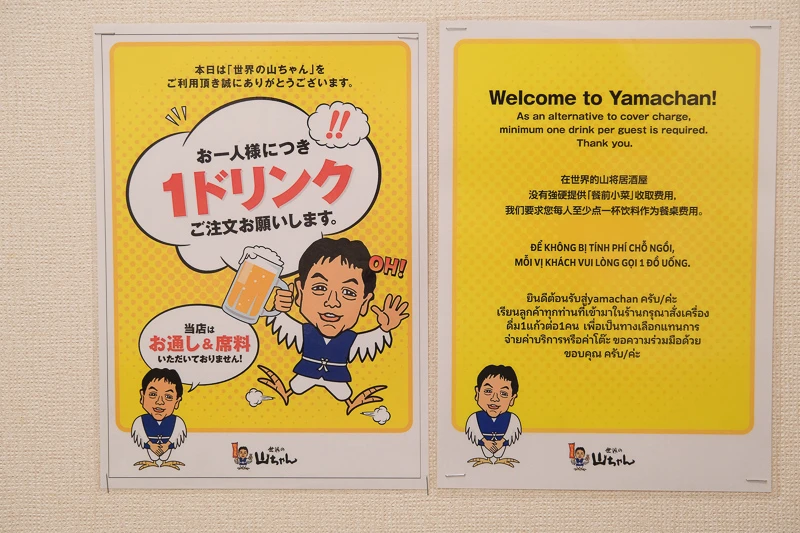 本日は「世界の山ちゃん」を
ご利用頂き誠にありがとうございます。
!!
お一人様につき
1ドリンク
ご注文お願いします。
OH!
当店は
お通し&席料
いただいておりません!
世界の
山ちゃん
Welcome to Yamachan!
As an alternative to cover charge,
minimum one drink per guest is required.
Thank you.
在世界的山将居酒屋
没有強硬提供「餐前小菜」收取费用,
我们要求您每人至少点一杯饮料作为餐桌费用。
ĐỂ KHÔNG BỊ TÍNH PHÍ CHỖ NGỒI,
MỖI VỊ KHÁCH VUI LÒNG GỌI 1 ĐỒ UỐNG.
ยินดีต้อนรับสู่yamachan ครับ/ค่ะ
เรียนลูกค้าทุกท่านที่เข้ามาในร้านกรุณาสั่งเครื่อง
ดื่ม1แก้วต่อ1คน เพื่อเป็นทางเลือกแทนการ
จ่ายค่าบริการหรือค่าโต๊ะ ขอความร่วมมือด้วย
ขอบคุณ ครับ/ค่ะ
世界の
山ちゃん